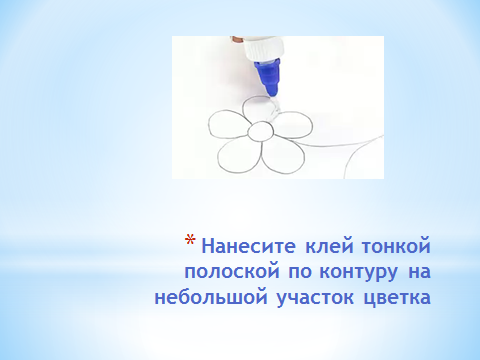 * Нанесите клей тонкой
полоской по контуру на
небольшой участок цветка